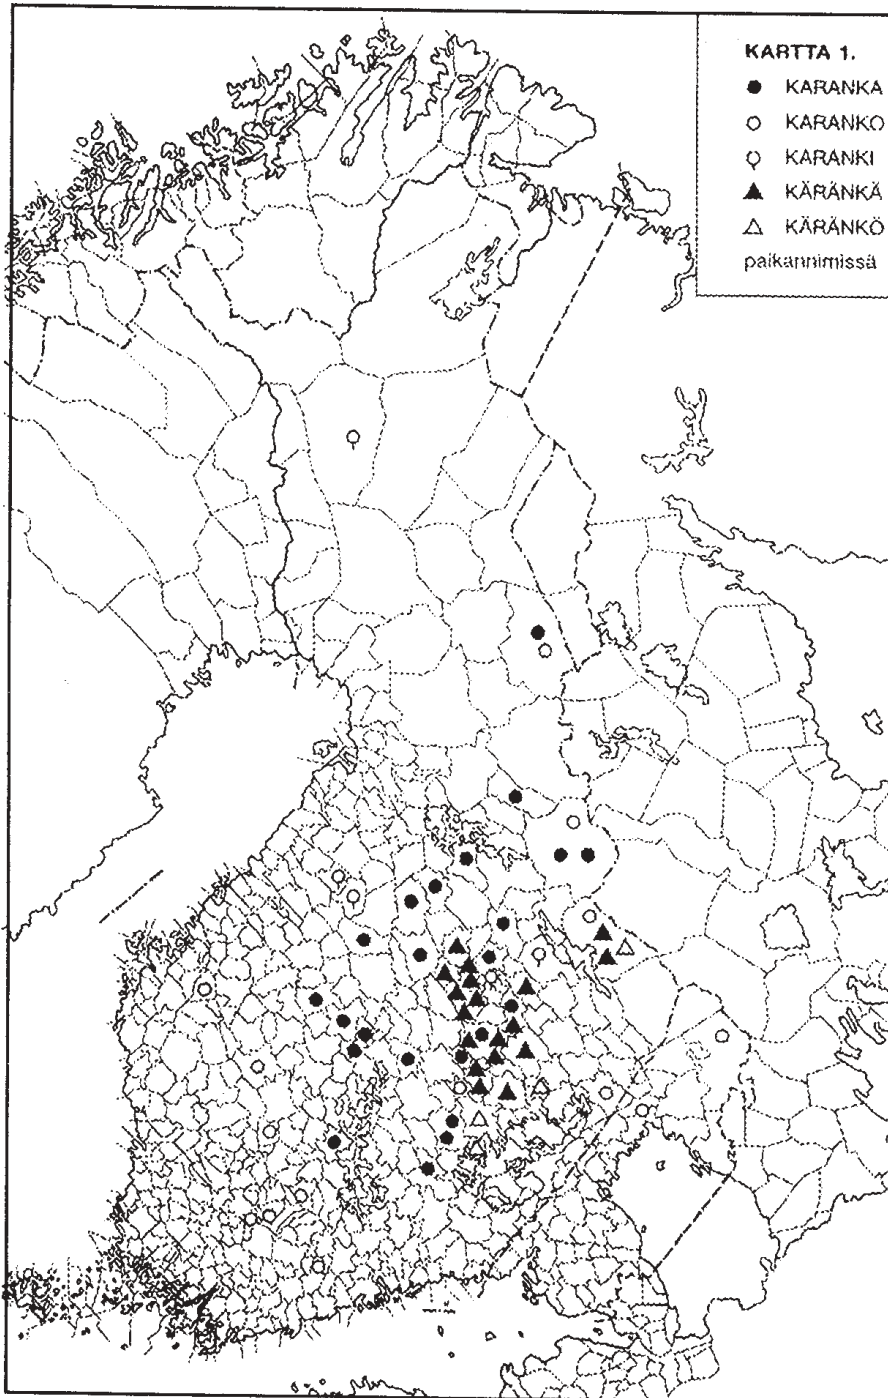 KARTTA 1.
● KARANKA
○ KARANKO
⚲ KARANKI
▲ KÄRÄNKÄ
△ KÄRÄNKÖ
paikannimissä